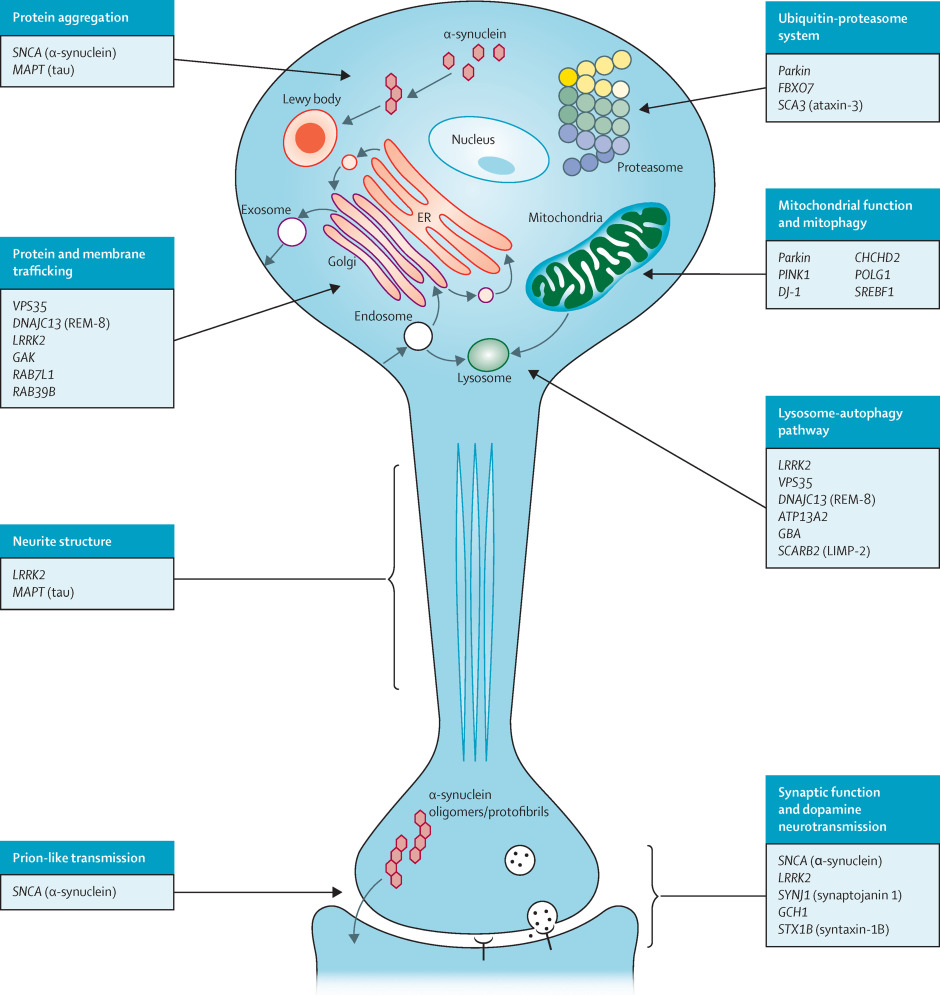 Protein aggregation
SNCA (α-synuclein)
MAPT (tau)
α-synuclein
Lewy body
Nucleus
Proteasome
Ubiquitin-proteasome
system
Parkin
FBXO7
SCA3 (ataxin-3)
Exosome
ER
Golgi
Mitochondria
Endosome
Lysosome
Mitochondrial function
and mitophagy
Parkin CHCHD2
PINK1 POLG1
DJ-1 SREBF1
Protein and membrane
trafficking
VPS35
DNAJC13 (REM-8)
LRRK2
GAK
RAB7L1
RAB39B
Lysosome-autophagy
pathway
LRRK2
VPS35
DNAJC13 (REM-8)
ATP13A2
GBA
SCARB2 (LIMP-2)
Neurite structure
LRRK2
MAPT (tau)
α-synuclein
oligomers/protofibrils
Prion-like transmission
SNCA (α-synuclein)
Synaptic function
and dopamine
neurotransmission
SNCA (α-synuclein)
LRRK2
SYNJ1 (synaptojanin 1)
GCH1
STX1B (syntaxin-1B)